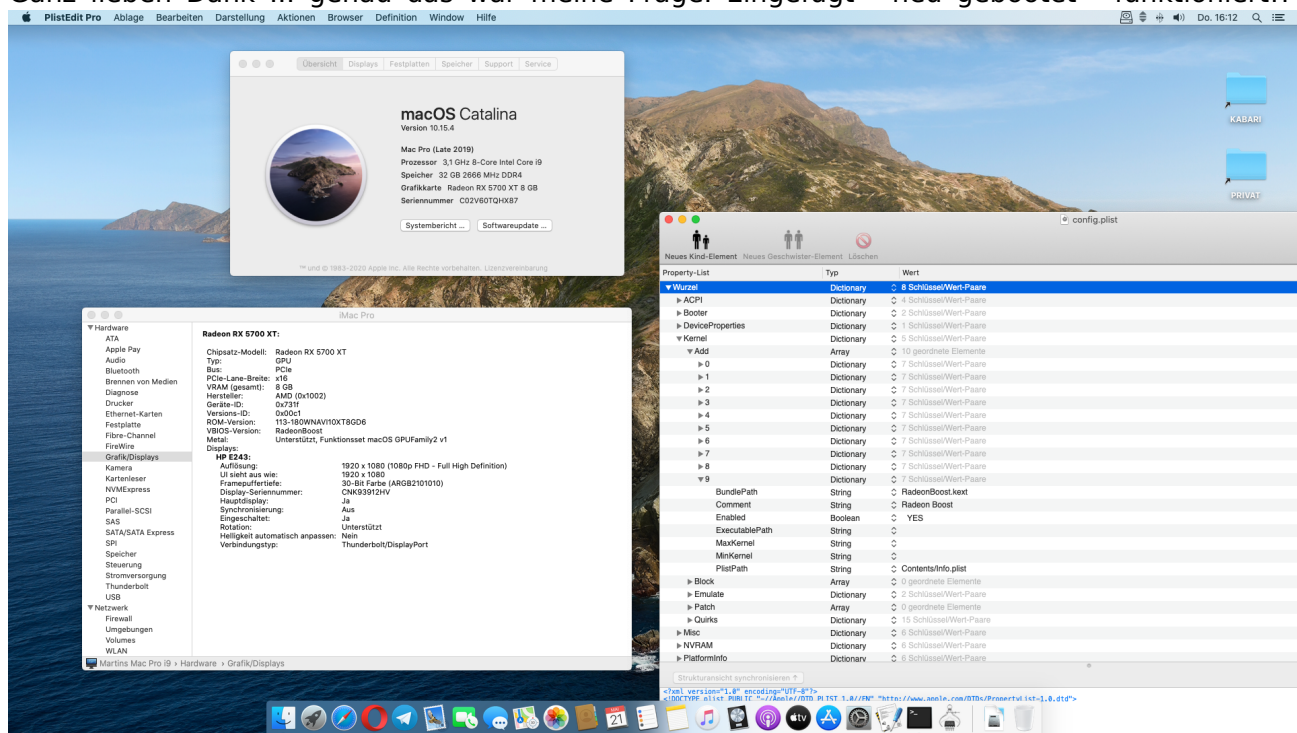 Ganz lieben Dank ... genau das war meine Frage. Eingefügt - neu gebootet - funktioniert!!
PlistEdit Pro Ablage Bearbeiten Darstellung Aktionen Browser Definition Window Hilfe
Do. 16:12
Übersicht Displays Festplatten Speicher Support Service
macOS Catalina
Version 10.15.4
Mac Pro (Late 2019)
Prozessor 3,1 GHz 8-Core Intel Core i9
Speicher 32 GB 2666 MHz DDR4
Grafikkarte Radeon RX 5700 XT 8 GB
Seriennummer C02V60TQHX87
Systembericht ... Softwareupdate ...
™ und © 1983-2020 Apple Inc. Alle Rechte vorbehalten. Lizenzvereinbarung
KABARI
PRIVAT
iMac Pro
Hardware
ATA
Apple Pay
Audio
Bluetooth
Brennen von Medien
Diagnose
Drucker
Ethernet-Karten
Festplatte
Fibre-Channel
FireWire
Grafik/Displays
Kamera
Kartenleser
NVMExpress
PCI
Parallel-SCSI
SAS
SATA/SATA Express
SPI
Speicher
Steuerung
Stromversorgung
Thunderbolt
USB
Netzwerk
Firewall
Umgebungen
Volumes
WLAN
Radeon RX 5700 XT:
Chipsatz-Modell: Radeon RX 5700 XT
Typ: GPU
Bus: PCIe
PCIe-Lane-Breite: x16
VRAM (gesamt): 8 GB
Hersteller: AMD (0x1002)
Geräte-ID: 0x731f
Versions-ID: 0x00c1
ROM-Version: 113-180WNAVI10XT8GD6
VBIOS-Version: RadeonBoost
Metal: Unterstützt, Funktionsset macOS GPUFamily2 v1
Displays:
HP E243:
Auflösung: 1920 x 1080 (1080p FHD - Full High Definition)
UI sieht aus wie: 1920 x 1080
Framepuffertiefe: 30-Bit Farbe (ARGB2101010)
Display-Seriennummer: CNK93912HV
Hauptdisplay: Ja
Synchronisierung: Aus
Eingeschaltet: Ja
Rotation: Unterstützt
Helligkeit automatisch anpassen: Nein
Verbindungstyp: Thunderbolt/DisplayPort
Martins Mac Pro i9 › Hardware › Grafik/Displays
config.plist
Neues Kind-Element Neues Geschwister-Element Löschen
Property-List Typ Wert
Wurzel Dictionary 8 Schlüssel/Wert-Paare
ACPI Dictionary 4 Schlüssel/Wert-Paare
Booter Dictionary 2 Schlüssel/Wert-Paare
DeviceProperties Dictionary 1 Schlüssel/Wert-Paare
Kernel Dictionary 5 Schlüssel/Wert-Paare
Add Array 10 geordnete Elemente
0 Dictionary 7 Schlüssel/Wert-Paare
1 Dictionary 7 Schlüssel/Wert-Paare
2 Dictionary 7 Schlüssel/Wert-Paare
3 Dictionary 7 Schlüssel/Wert-Paare
4 Dictionary 7 Schlüssel/Wert-Paare
5 Dictionary 7 Schlüssel/Wert-Paare
6 Dictionary 7 Schlüssel/Wert-Paare
7 Dictionary 7 Schlüssel/Wert-Paare
8 Dictionary 7 Schlüssel/Wert-Paare
9 Dictionary 7 Schlüssel/Wert-Paare
BundlePath String RadeonBoost.kext
Comment String Radeon Boost
Enabled Boolean YES
ExecutablePath String
MaxKernel String
MinKernel String
PlistPath String Contents/Info.plist
Block Array 0 geordnete Elemente
Emulate Dictionary 2 Schlüssel/Wert-Paare
Patch Array 0 geordnete Elemente
Quirks Dictionary 15 Schlüssel/Wert-Paare
Misc Dictionary 6 Schlüssel/Wert-Paare
NVRAM Dictionary 6 Schlüssel/Wert-Paare
PlatformInfo Dictionary 6 Schlüssel/Wert-Paare
Strukturansicht synchronisieren ↑
<?xml version="1.0" encoding="UTF-8"?>
<!DOCTYPE plist PUBLIC "-//Apple//DTD PLIST 1.0//EN" "http://www.apple.com/DTDs/PropertyList-1.0.dtd">
21
tv